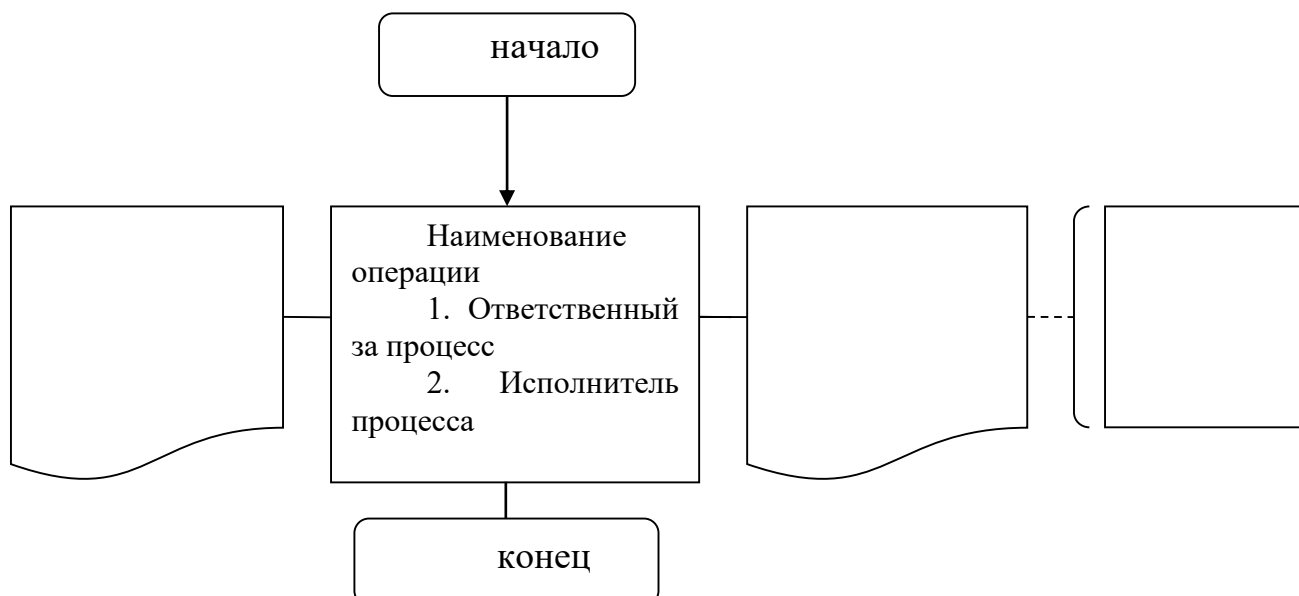 начало
Наименование
операции
1. Ответственный
за процесс
2. Исполнитель
процесса
конец